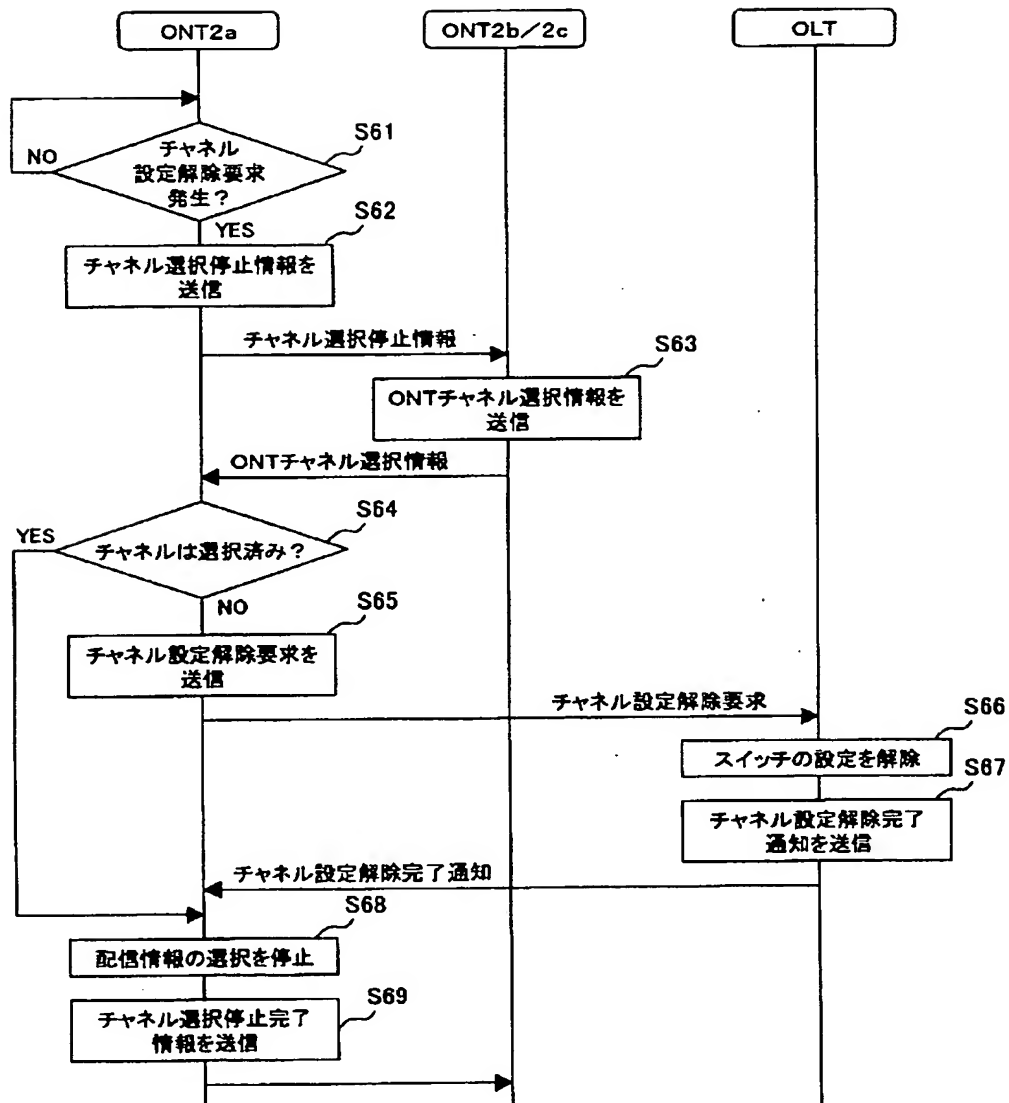 ONT2a
ONT2b/2c
OLT
S61
NO
チャネル
設定解除要求
発生?
YES
S62
チャネル選択停止情報を
送信
チャネル選択停止情報
S63
ONTチャネル選択情報を
送信
ONTチャネル選択情報
S64
YES
チャネルは選択済み?
NO
S65
チャネル設定解除要求を
送信
チャネル設定解除要求
S66
スイッチの設定を解除
S67
チャネル設定解除完了
通知を送信
チャネル設定解除完了通知
S68
配信情報の選択を停止
S69
チャネル選択停止完了
情報を送信